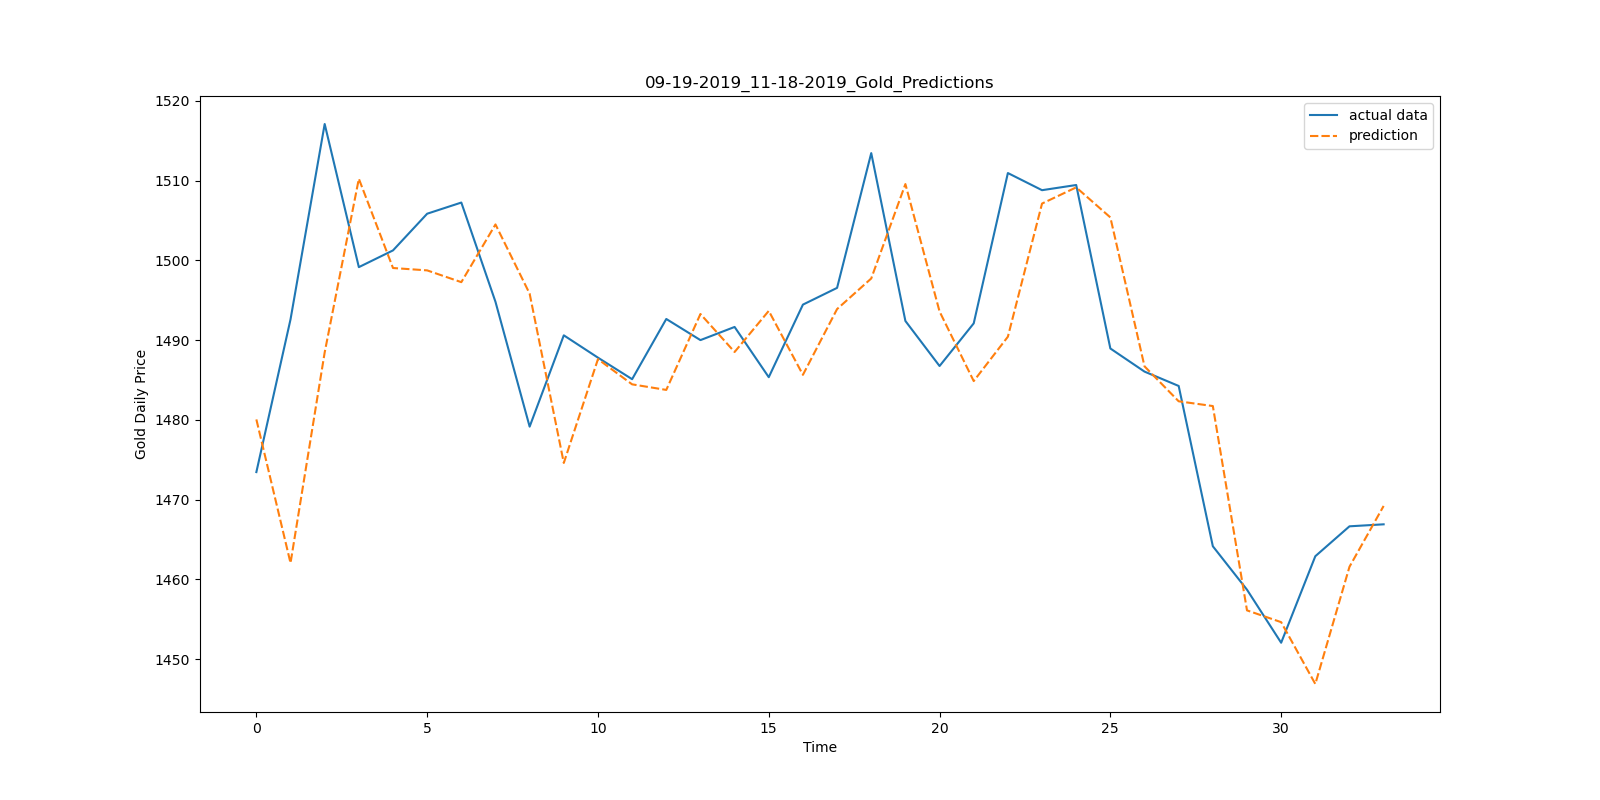 09-19-2019_11-18-2019_Gold_Predictions
actual data
prediction
1520
1510
1500
1490
1480
1470
1460
1450
Gold Daily Price
0 5 10 15 20 25 30
Time